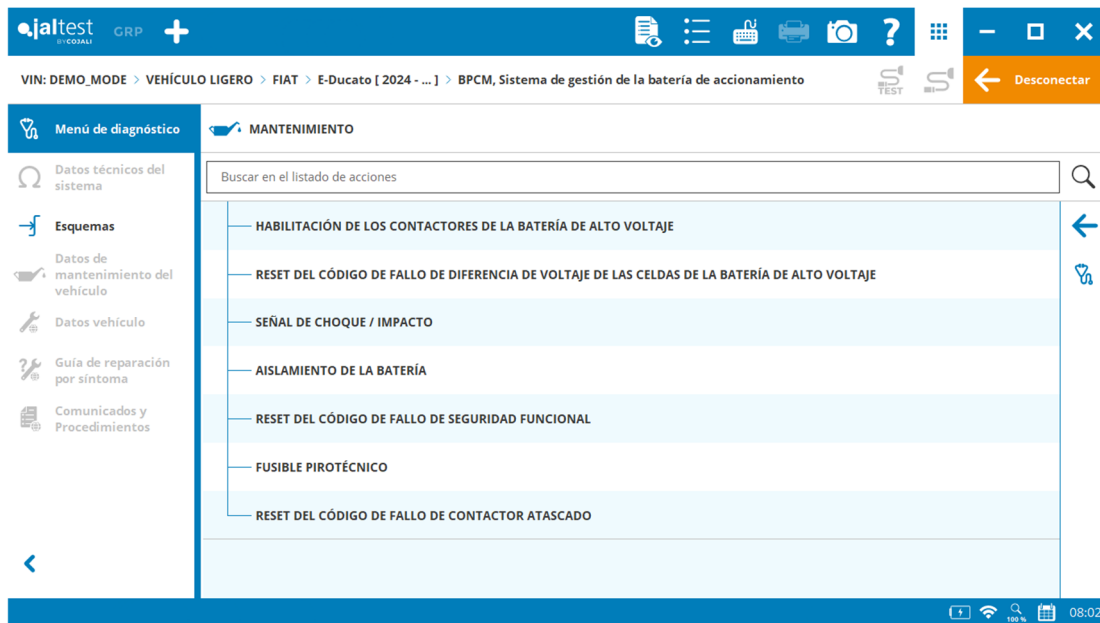 jaltest GRP
BY COJALI
VIN: DEMO_MODE > VEHÍCULO LIGERO > FIAT > E-Ducato [ 2024 - ... ] > BPCM, Sistema de gestión de la batería de accionamiento
TEST
Desconectar
Menú de diagnóstico
Datos técnicos del
sistema
Esquemas
Datos de
mantenimiento del
vehículo
Datos vehículo
Guía de reparación
por síntoma
Comunicados y
Procedimientos
MANTENIMIENTO
Buscar en el listado de acciones
HABILITACIÓN DE LOS CONTACTORES DE LA BATERÍA DE ALTO VOLTAJE
RESET DEL CÓDIGO DE FALLO DE DIFERENCIA DE VOLTAJE DE LAS CELDAS DE LA BATERÍA DE ALTO VOLTAJE
SEÑAL DE CHOQUE / IMPACTO
AISLAMIENTO DE LA BATERÍA
RESET DEL CÓDIGO DE FALLO DE SEGURIDAD FUNCIONAL
FUSIBLE PIROTÉCNICO
RESET DEL CÓDIGO DE FALLO DE CONTACTOR ATASCADO
100 %
08:02